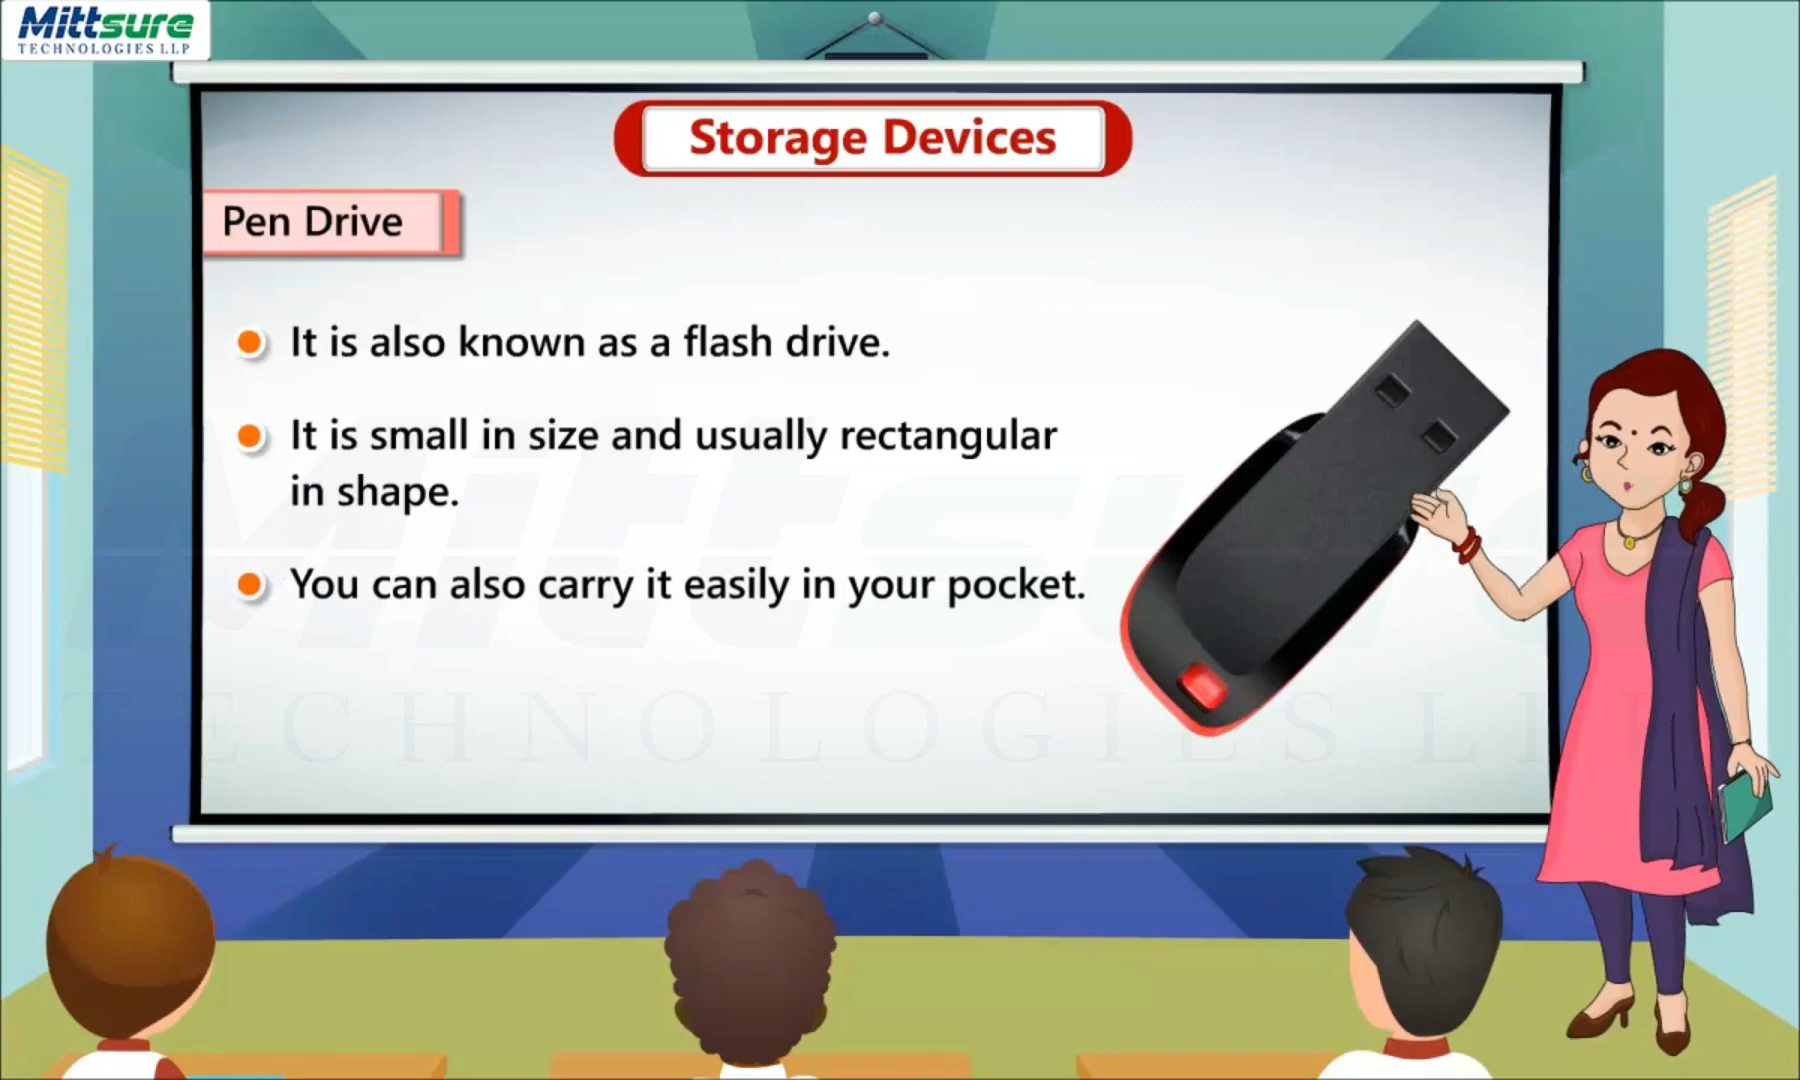 Mittsure
TECHNOLOGIES LLP
Storage Devices
Pen Drive
It is also known as a flash drive.
It is small in size and usually rectangular
in shape.
You can also carry it easily in your pocket.